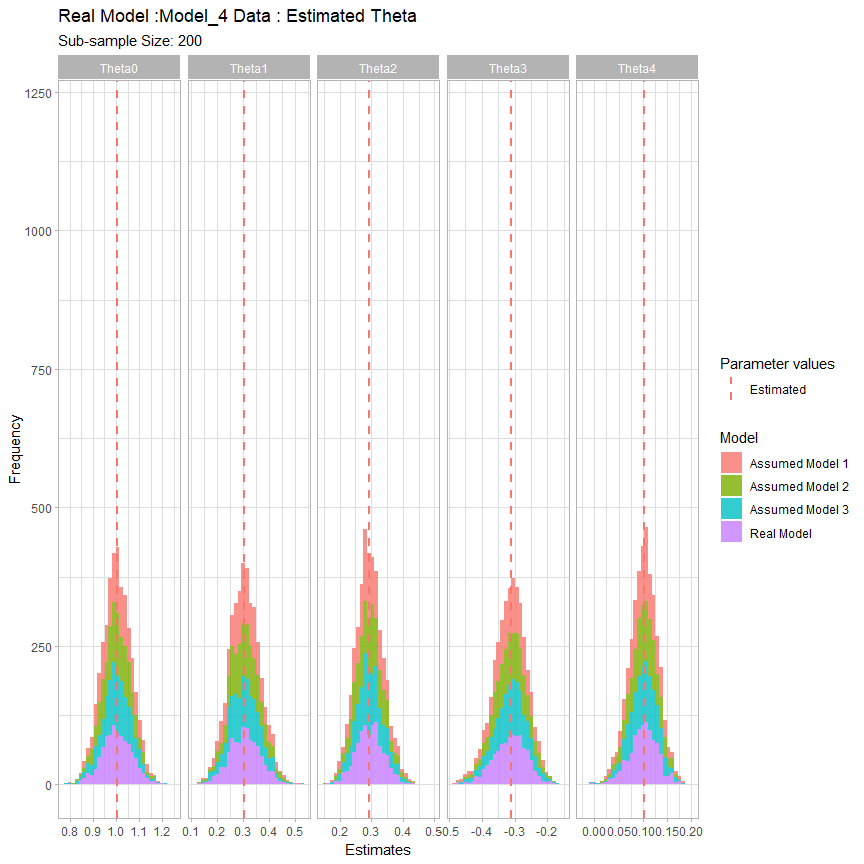 Real Model :Model_4 Data : Estimated Theta
Sub-sample Size: 200
Theta0 Theta1 Theta2 Theta3 Theta4
1250
1000
750
500
250
0
Frequency
0.8 0.9 1.0 1.1 1.2 0.1 0.2 0.3 0.4 0.5 0.2 0.3 0.4 0.5 0.5 -0.4 -0.3 -0.2 0.00 0.05 0.10 0.15 0.20
Estimates
Parameter values
Estimated
Model
Assumed Model 1
Assumed Model 2
Assumed Model 3
Real Model